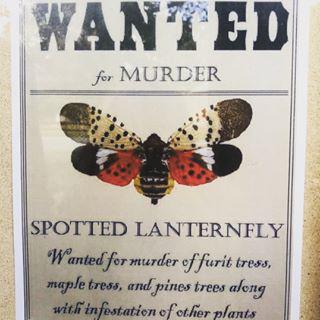 WANTED
for MURDER
SPOTTED LANTERNFLY
Wanted for murder of furit tress,
maple tress, and pines trees along
with infestation of other plants